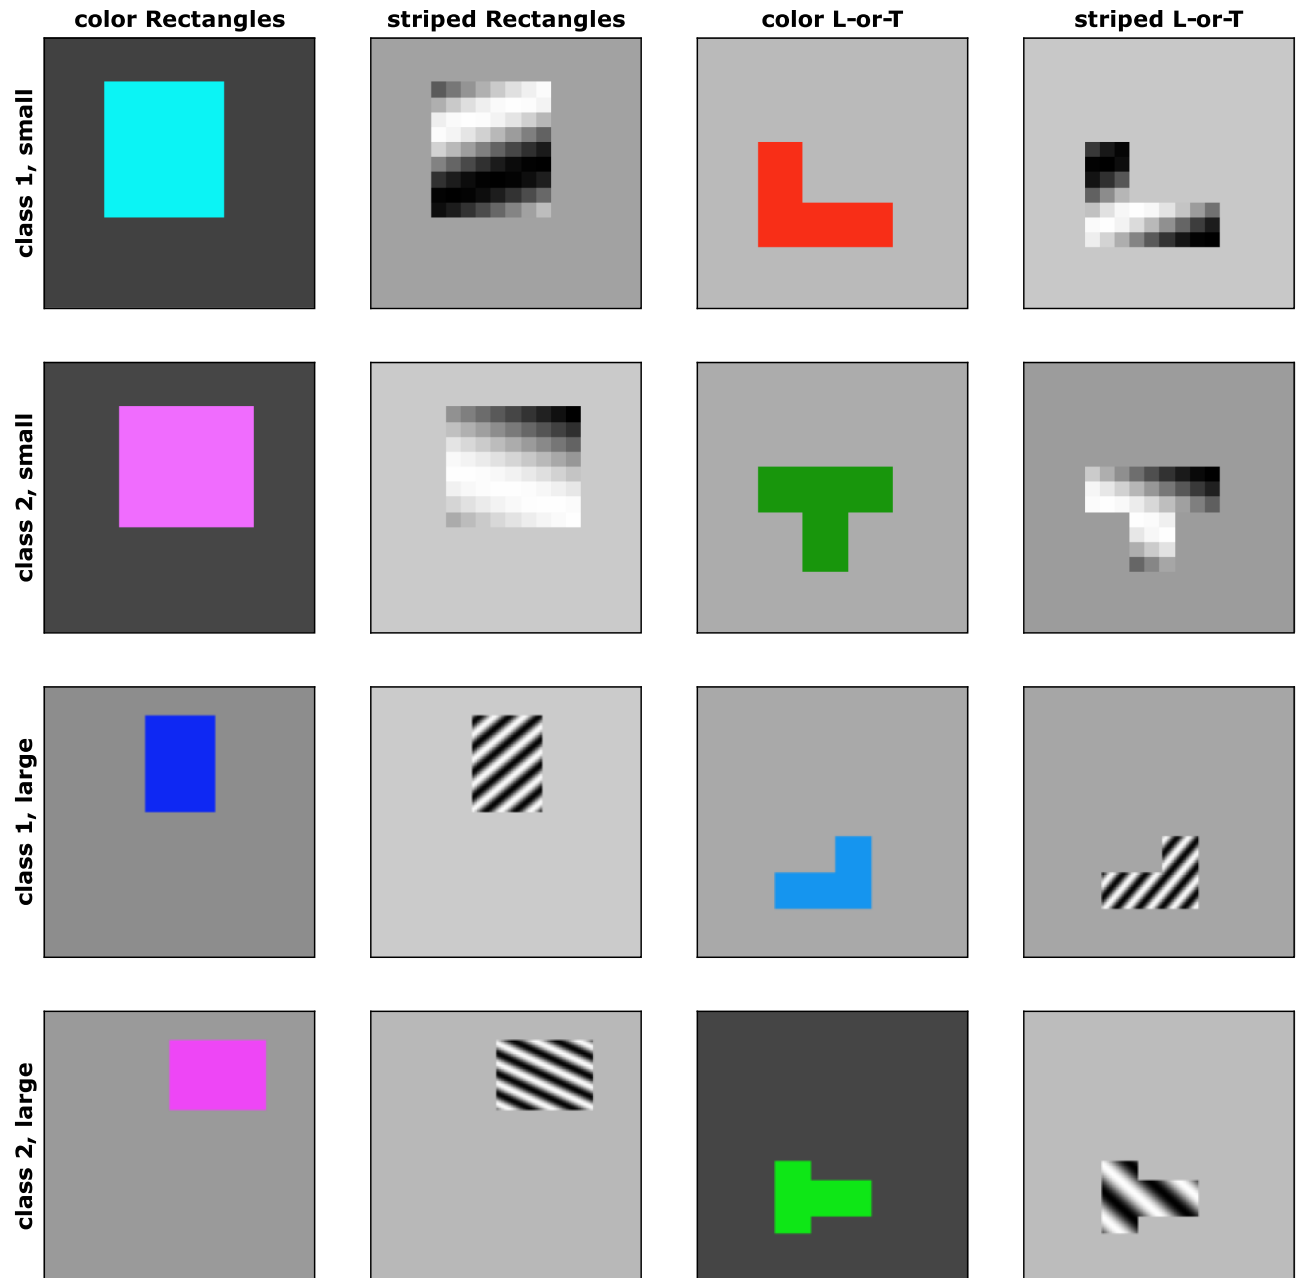 color Rectangles
striped Rectangles
color L-or-T
striped L-or-T
class 1, small
class 2, small
class 1, large
class 2, large